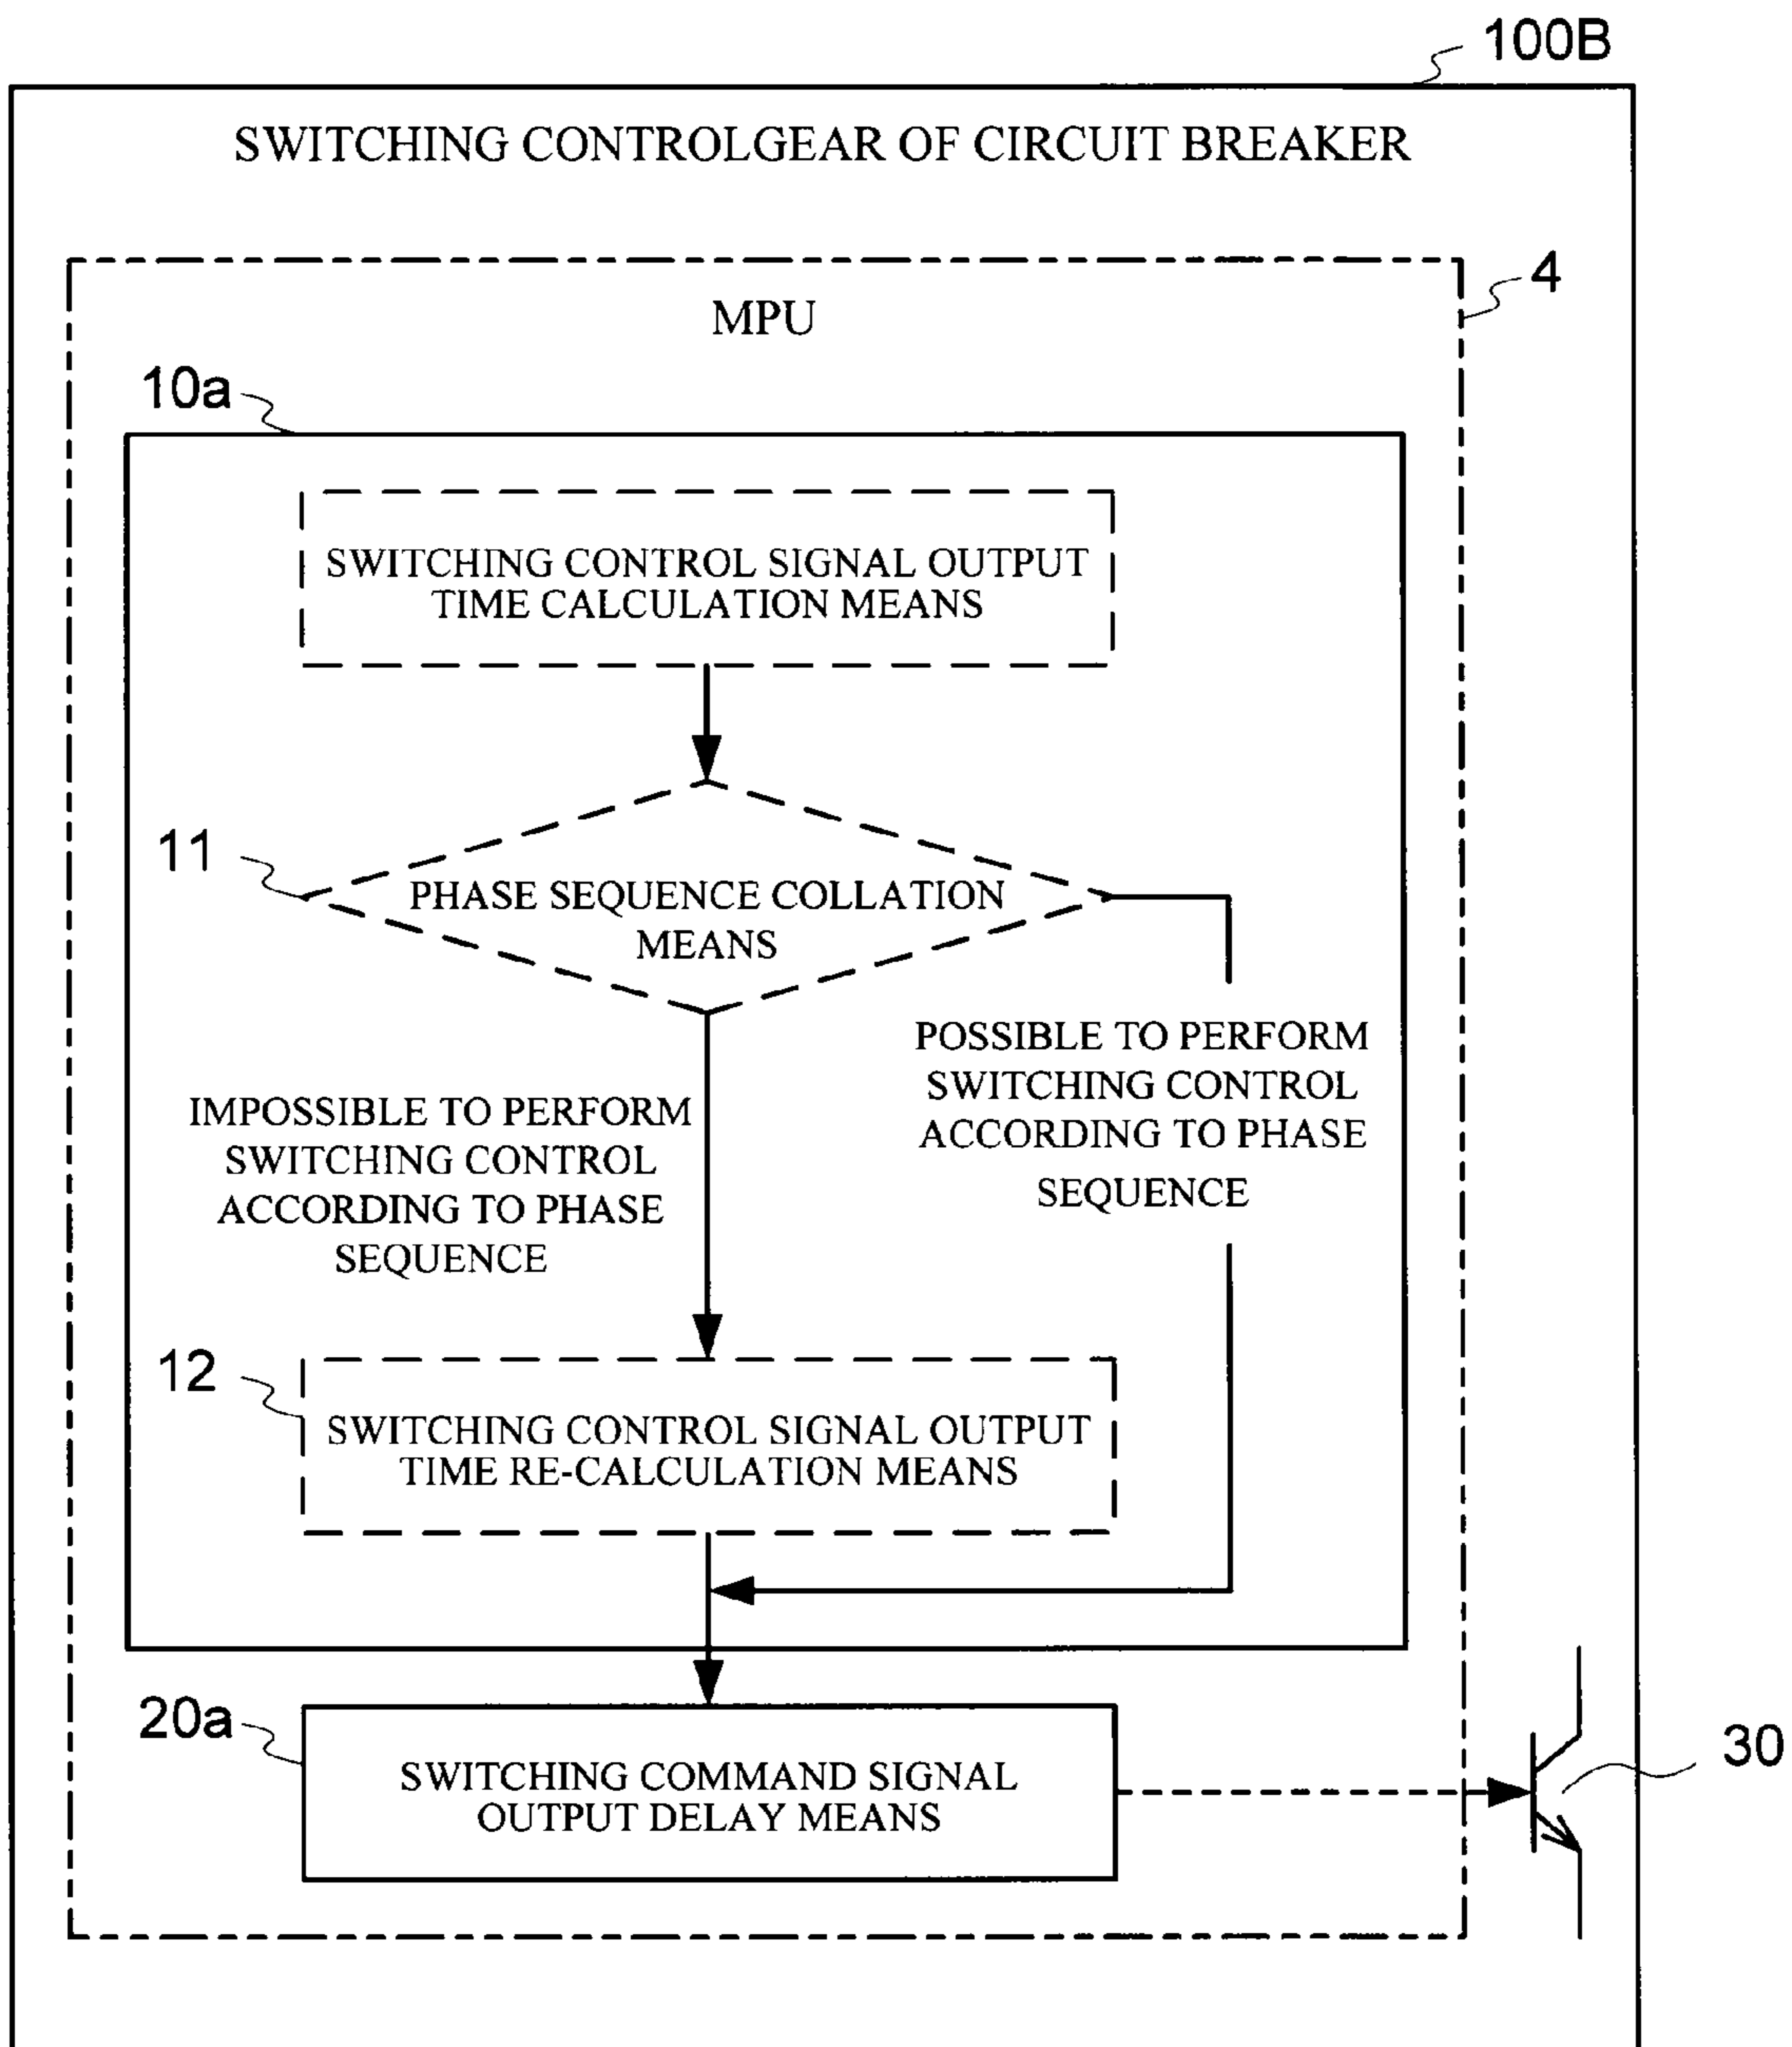 100B
SWITCHING CONTROLGEAR OF CIRCUIT BREAKER
4
MPU
10a
SWITCHING CONTROL SIGNAL OUTPUT
TIME CALCULATION MEANS
11
PHASE SEQUENCE COLLATION
MEANS
POSSIBLE TO PERFORM
SWITCHING CONTROL
ACCORDING TO PHASE
SEQUENCE
IMPOSSIBLE TO PERFORM
SWITCHING CONTROL
ACCORDING TO PHASE
SEQUENCE
12
SWITCHING CONTROL SIGNAL OUTPUT
TIME RE-CALCULATION MEANS
20a
SWITCHING COMMAND SIGNAL
OUTPUT DELAY MEANS
30